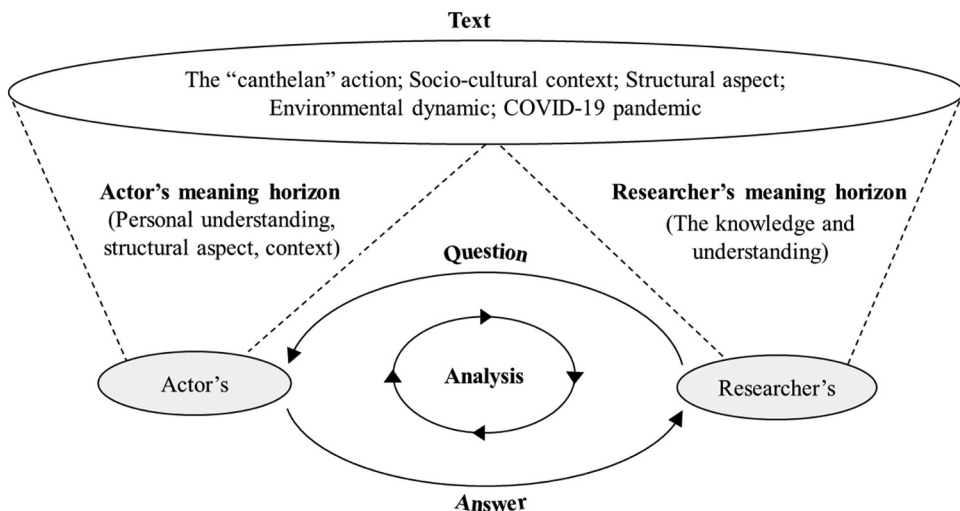 Text
The “canthelan” action; Socio-cultural context; Structural aspect;
Environmental dynamic; COVID-19 pandemic
Actor’s meaning horizon
(Personal understanding,
structural aspect, context)
Researcher’s meaning horizon
(The knowledge and
understanding)
Question
Actor’s
Analysis
Researcher’s
Answer